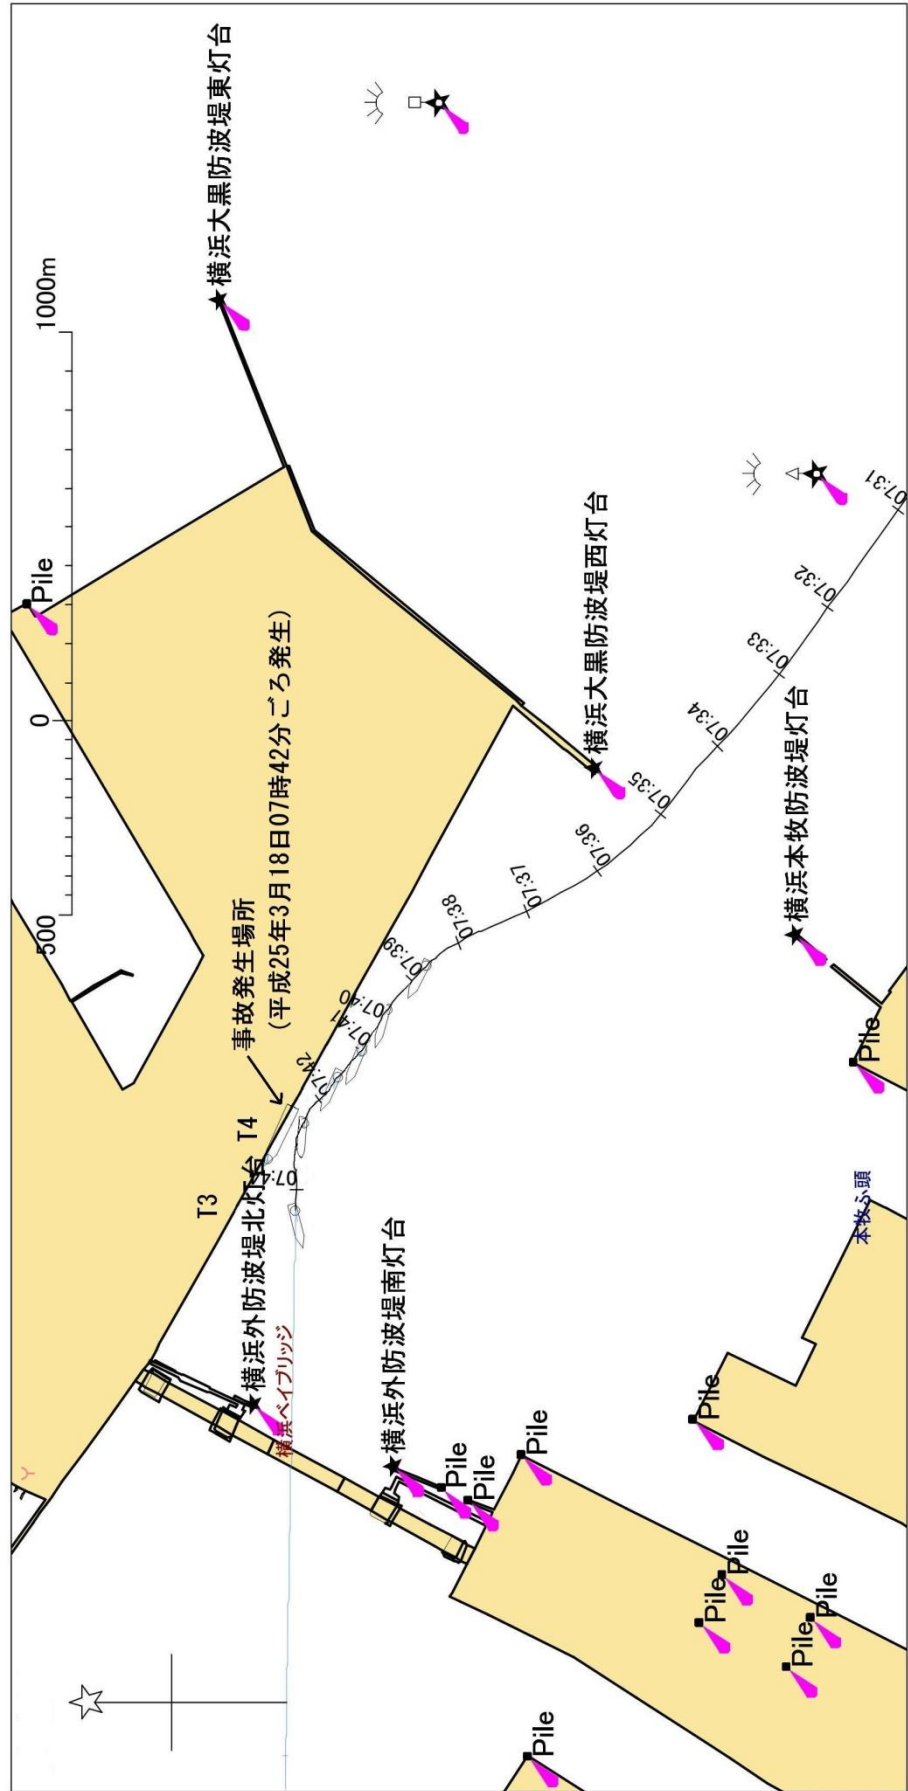 1000m
0
500
横浜大黒防波堤東灯台
Pile
事故発生場所
(平成25年3月18日07時42分ごろ発生)
T3
T4
横浜外防波堤北灯台
横浜ベイブリッジ
横浜外防波堤南灯台
横浜大黒防波堤西灯台
横浜本牧防波堤灯台
本牧ふ頭
07:31
07:32
07:33
07:34
07:35
07:36
07:37
07:38
07:39
07:40
07:41
07:42
Pile
Pile
Pile
Pile
Pile
Pile
Pile
Pile
Pile
Pile